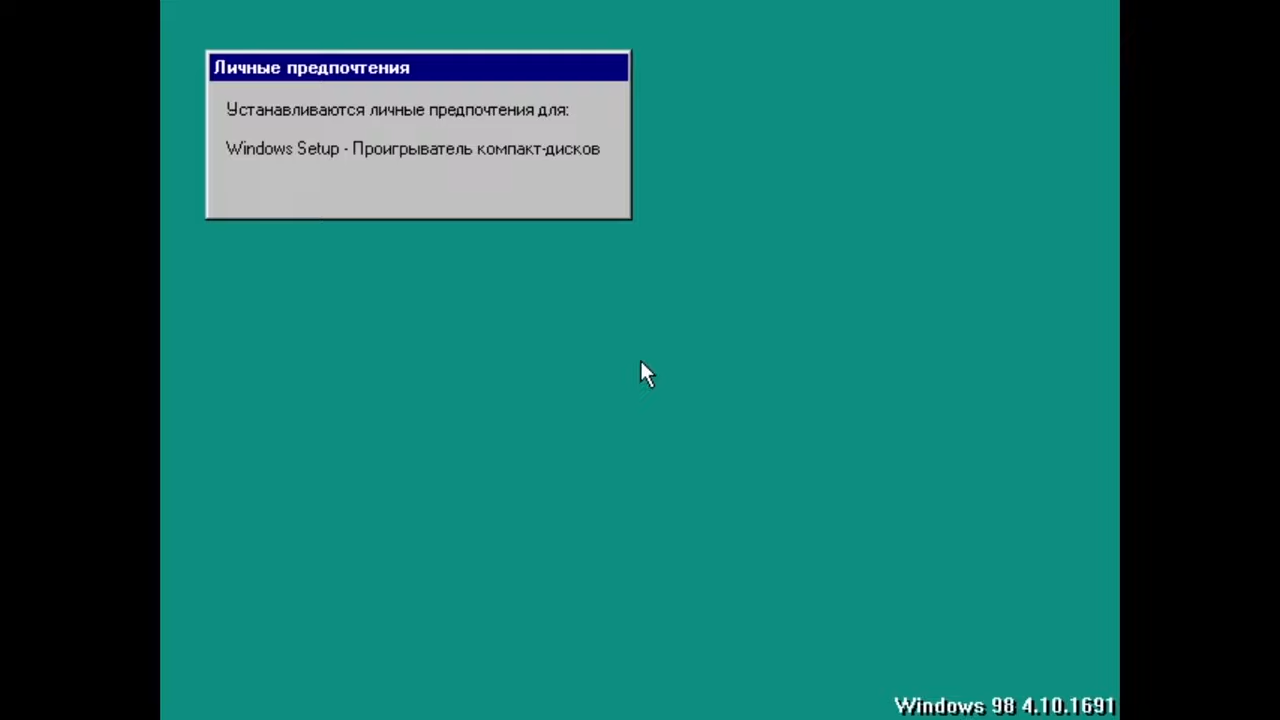 Личные предпочтения
Устанавливаются личные предпочтения для:
Windows Setup - Проигрыватель компакт-дисков
Windows 98 4.10.1691